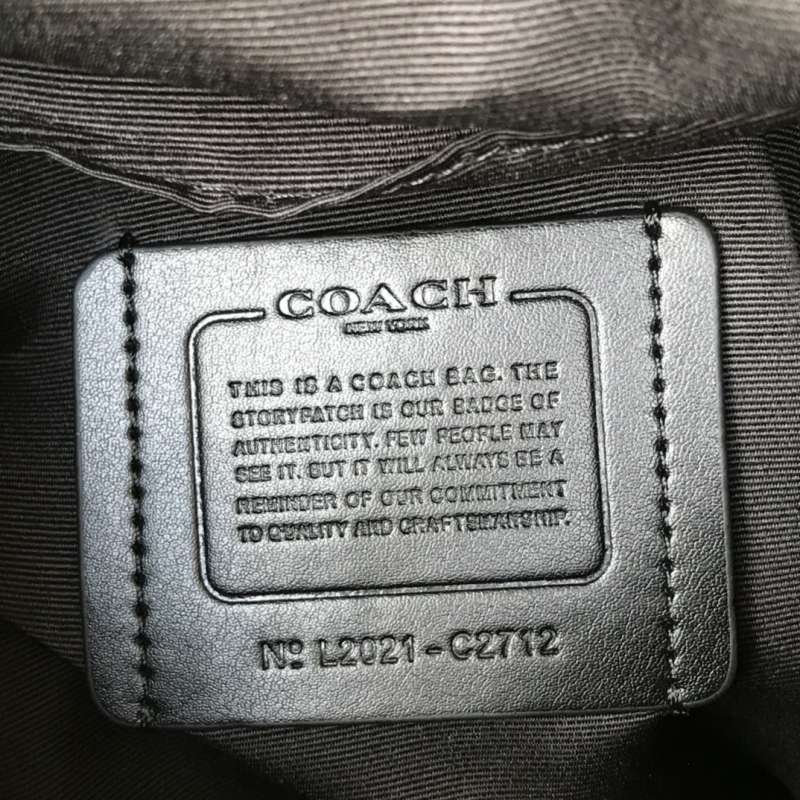 COACH
NEW YORK
THIS IS A COACH BAG. THE
STORYPATCH IS OUR BADGE OF
AUTHENTICITY. FEW PEOPLE MAY
SEE IT. BUT IT WILL ALWAYS BE A
REMINDER OF OUR COMMITMENT
TO QUALITY AND CRAFTSMANSHIP.
Nº L2021-C2712